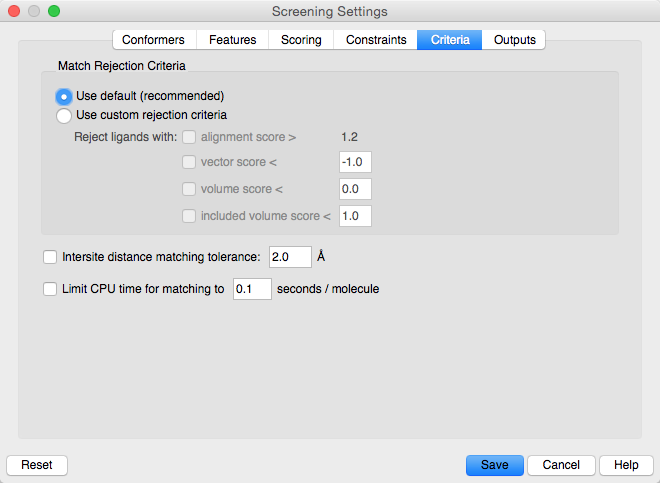 Screening Settings
Conformers Features Scoring Constraints Criteria Outputs
Match Rejection Criteria
Use default (recommended)
Use custom rejection criteria
Reject ligands with: alignment score > 1.2
vector score < -1.0
volume score < 0.0
included volume score < 1.0
Intersite distance matching tolerance: 2.0 Å
Limit CPU time for matching to 0.1 seconds / molecule
Reset Save Cancel Help